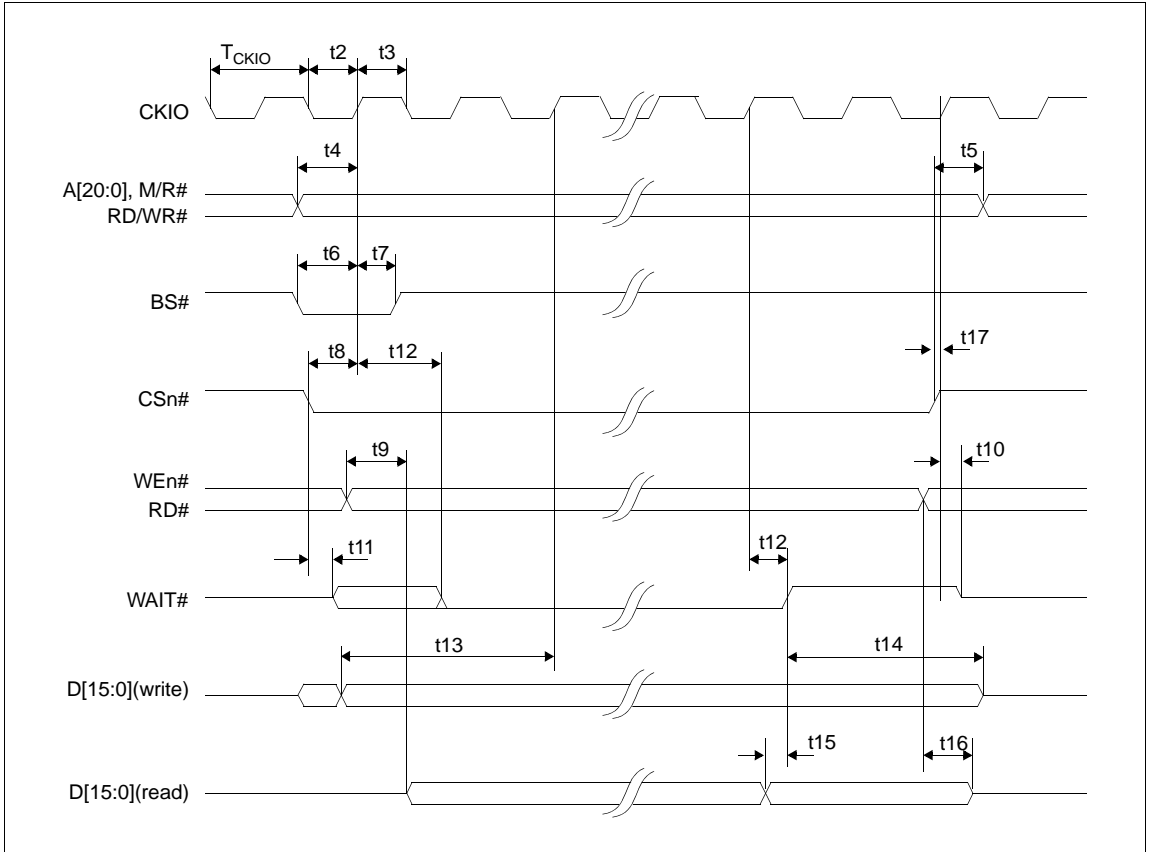 TCKIO t2 t3
CKIO
t4 t5
A[20:0], M/R#
RD/WR#
t6 t7
BS#
t17
t8 t12
CSn#
t9 t10
WEn#
RD#
t11 t12
WAIT#
t13 t14
D[15:0](write)
t15 t16
D[15:0](read)